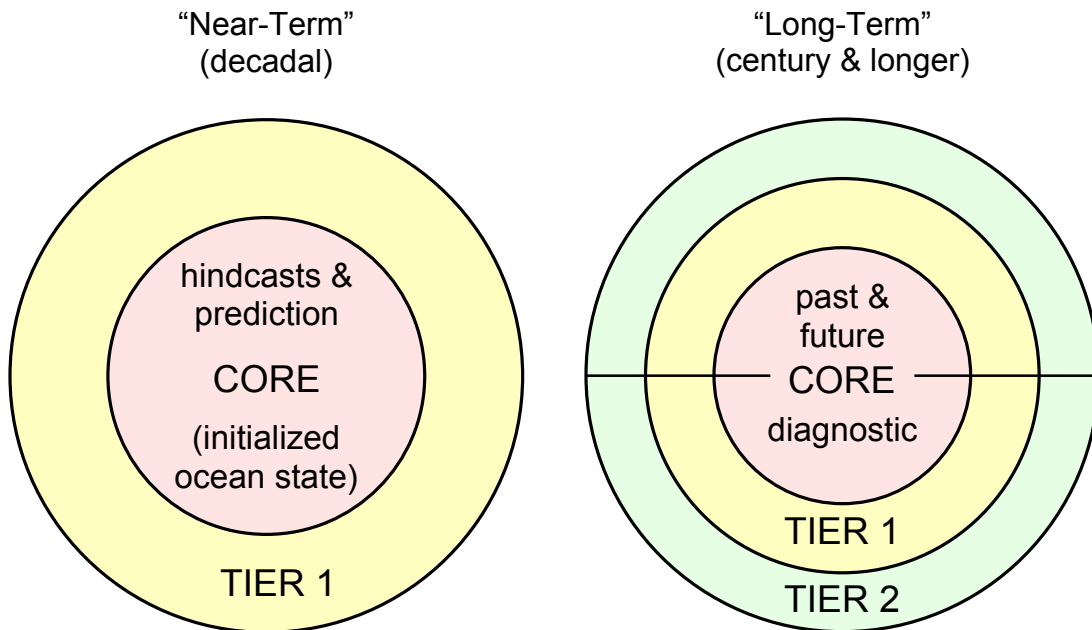 “Near-Term”
(decadal)
hindcasts &
prediction
CORE
(initialized
ocean state)
TIER 1
“Long-Term”
(century & longer)
past &
future
CORE
diagnostic
TIER 1
TIER 2